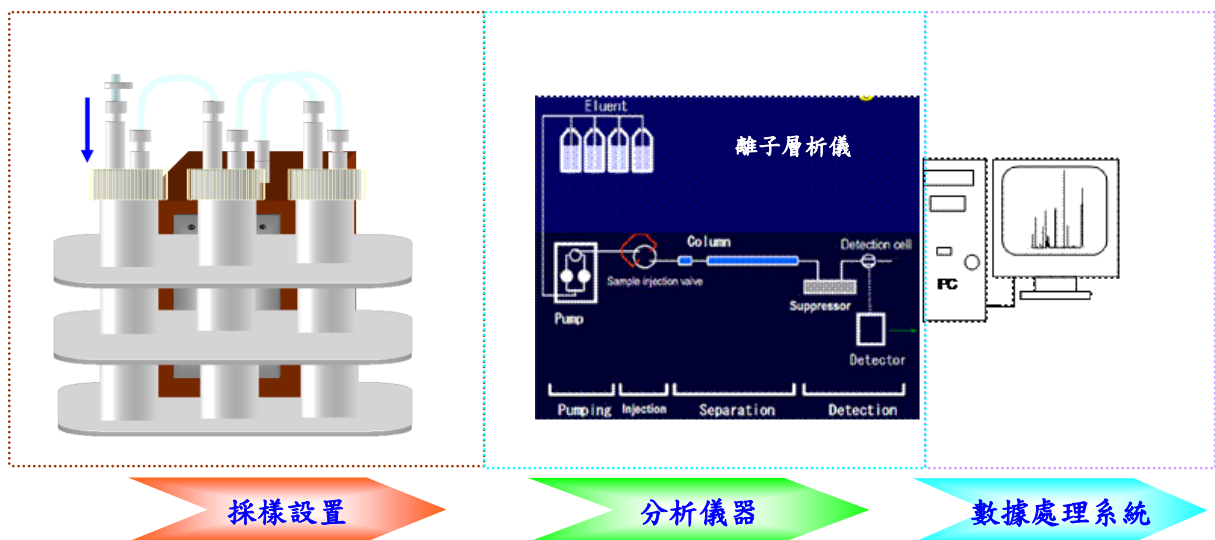 Eluent
離子層析儀
Column
Detection cell
Sample injection valve
Suppressor
Pump
Detector
Pumping
Injection
Separation
Detection
PC
採樣設置
分析儀器
數據處理系統